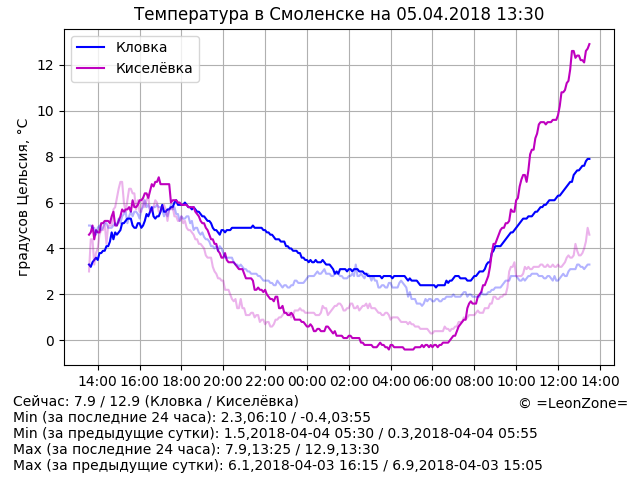 Температура в Смоленске на 05.04.2018 13:30
Кловка
Киселёвка
градусов Цельсия, °C
12
10
8
6
4
2
0
14:00 16:00 18:00 20:00 22:00 00:00 02:00 04:00 06:00 08:00 10:00 12:00 14:00
Сейчас: 7.9 / 12.9 (Кловка / Киселёвка)
© =LeonZone=
Min (за последние 24 часа): 2.3,06:10 / -0.4,03:55
Min (за предыдущие сутки): 1.5,2018-04-04 05:30 / 0.3,2018-04-04 05:55
Max (за последние 24 часа): 7.9,13:25 / 12.9,13:30
Max (за предыдущие сутки): 6.1,2018-04-03 16:15 / 6.9,2018-04-03 15:05